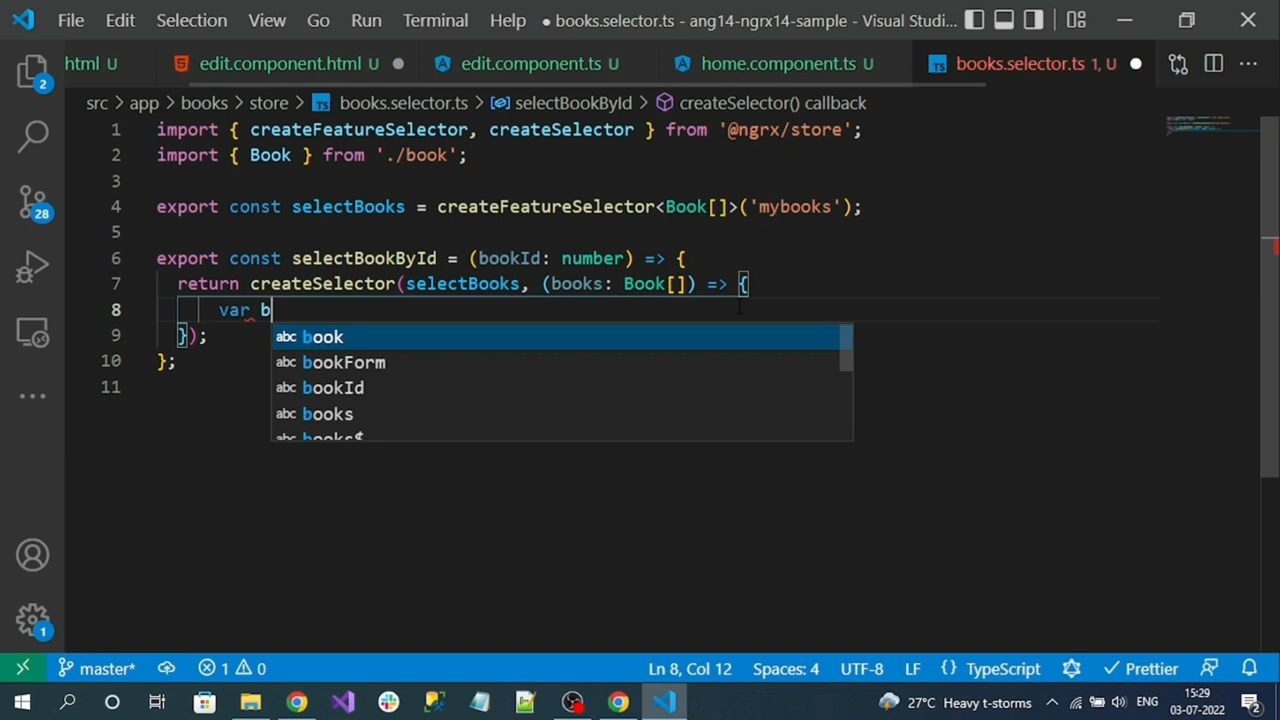 File Edit Selection View Go Run Terminal Help ● books.selector.ts - ang14-ngrx14-sample - Visual Studi...
html U edit.component.html U edit.component.ts U home.component.ts U TS books.selector.ts 1, U
src > app > books > store > TS books.selector.ts > selectBookById > createSelector() callback
1 import { createFeatureSelector, createSelector } from '@ngrx/store';
2 import { Book } from './book';
3
4 export const selectBooks = createFeatureSelector<Book[]>('mybooks');
5
6 export const selectBookById = (bookId: number) => {
7 return createSelector(selectBooks, (books: Book[]) => {
8 var b
9 });
10 };
11
abc book
abc bookForm
abc bookId
abc books
abc books$
2
28
1
master* 1 0 Ln 8, Col 12 Spaces: 4 UTF-8 LF {} TypeScript Prettier
27°C Heavy t-storms ENG 15:29
03-07-2022 2